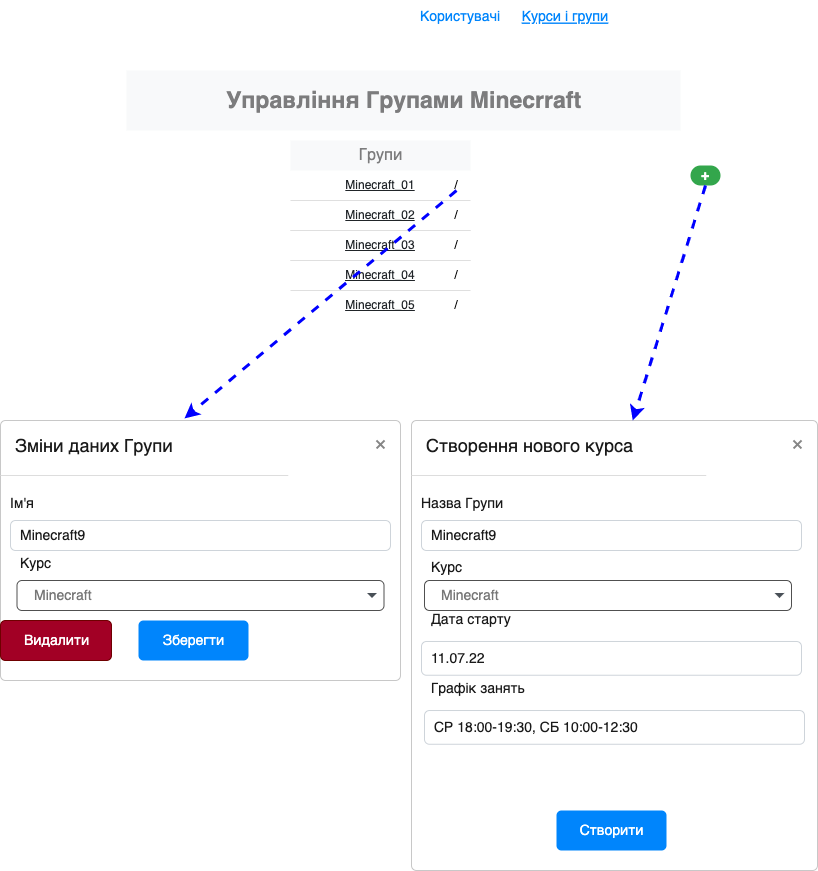 Користувачі Курси і групи
Управління Групами Minecrraft
Групи
Minecraft_01 /
Minecraft_02 /
Minecraft_03 /
Minecraft_04 /
Minecraft_05 /
+
Зміни даних Групи ×
Ім'я
Minecraft9
Курс
Minecraft
Видалити Зберегти
Створення нового курса ×
Назва Групи
Minecraft9
Курс
Minecraft
Дата старту
11.07.22
Графік занять
СР 18:00-19:30, СБ 10:00-12:30
Створити